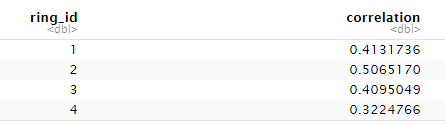 ring_id correlation
<dbl> <dbl>
1 0.4131736
2 0.5065170
3 0.4095049
4 0.3224766